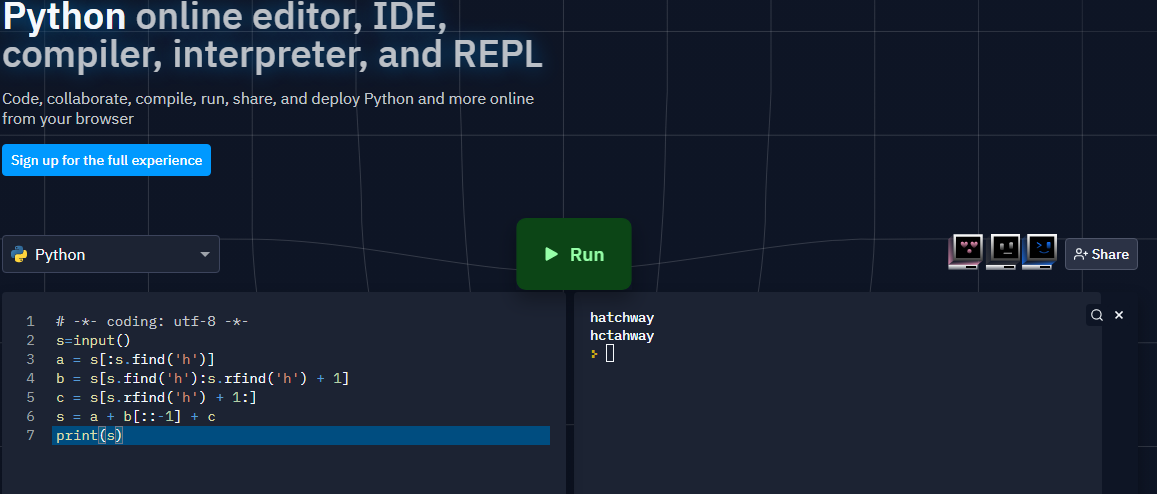 Python online editor, IDE,
compiler, interpreter, and REPL
Code, collaborate, compile, run, share, and deploy Python and more online
from your browser
Sign up for the full experience
Python
Run
Share
1 # -*- coding: utf-8 -*-
2 s=input()
3 a = s[:s.find('h')]
4 b = s[s.find('h'):s.rfind('h') + 1]
5 c = s[s.rfind('h') + 1:]
6 s = a + b[::-1] + c
7 print(s)
hatchway
hctahway